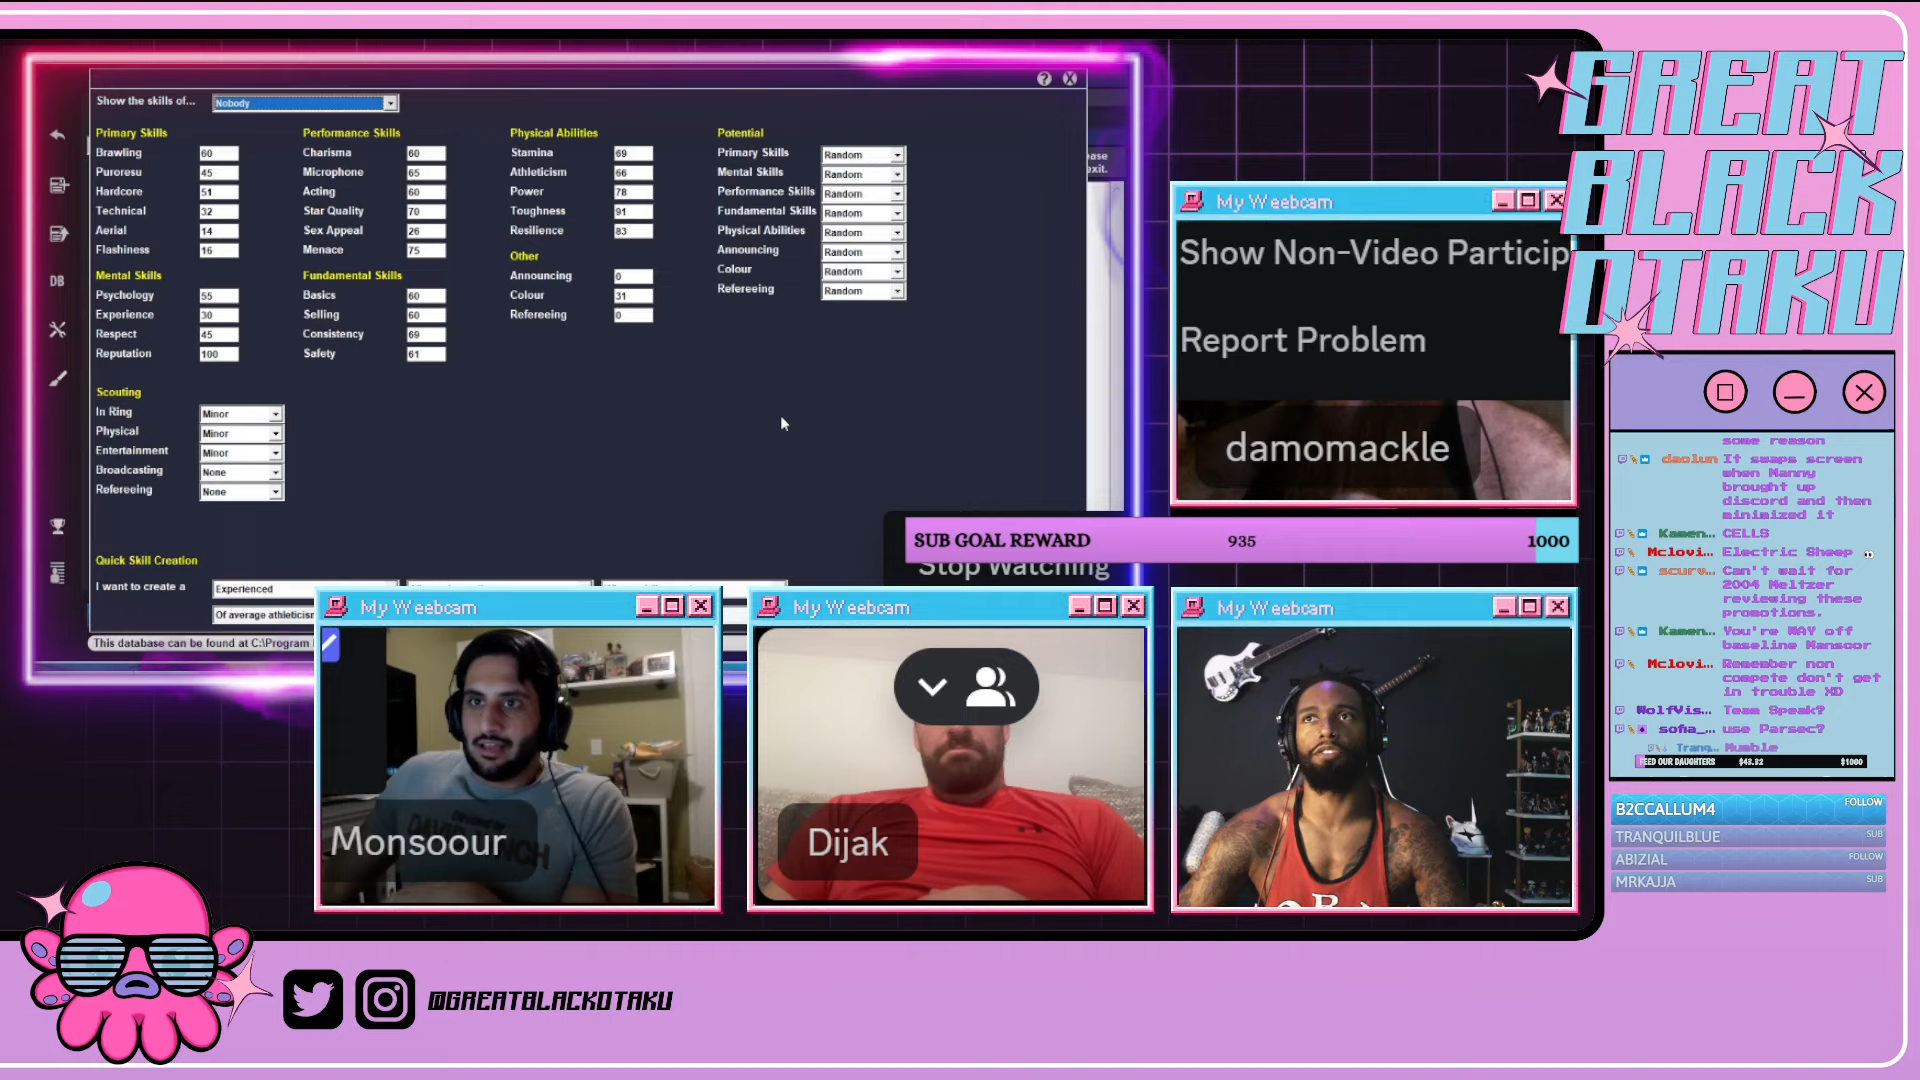 Show the skills of...
Nobody
Primary Skills
Brawling 60
Puroresu 45
Hardcore 51
Technical 32
Aerial 14
Flashiness 16
Mental Skills
Psychology 55
Experience 30
Respect 45
Reputation 100
Performance Skills
Charisma 60
Microphone 65
Acting 60
Star Quality 70
Sex Appeal 26
Menace 75
Fundamental Skills
Basics 60
Selling 60
Consistency 69
Safety 61
Physical Abilities
Stamina 69
Athleticism 66
Power 78
Toughness 91
Resilience 83
Other
Announcing 0
Colour 31
Refereeing 0
Potential
Primary Skills Random
Mental Skills Random
Performance Skills Random
Fundamental Skills Random
Physical Abilities Random
Announcing Random
Colour Random
Refereeing Random
Scouting
In Ring Minor
Physical Minor
Entertainment Minor
Broadcasting None
Refereeing None
Quick Skill Creation
I want to create a
Experienced
Of average athleticism
This database can be found at C:\Program
DB
ease
exit.
My Weebcam
Show Non-Video Particip
Report Problem
damomackle
SUB GOAL REWARD 935 1000
Stop Watching
My Weebcam
Monsoour
My Weebcam
Dijak
My Weebcam
GREAT
BLACK
OTAKU
some reason
daolun It swaps screen
when Manny
brought up
discord and then
minimized it
Kamen... CELLS
Mclovi... Electric Sheep
scurv... Can't wait for
2004 Meltzer
reviewing these
promotions.
Kamen... You're WAY off
baseline Mansoor
Mclovi... Remember non
compete don't get
in trouble XD
WolfVis... Team Speak?
sofia_... use Parsec?
Tranq... Mumble
FEED OUR DAUGHTERS $43.32 $1000
B2CCALLUM4 FOLLOW
TRANQUILBLUE SUB
ABIZIAL FOLLOW
MRKAJJA SUB
@GREATBLACKOTAKU